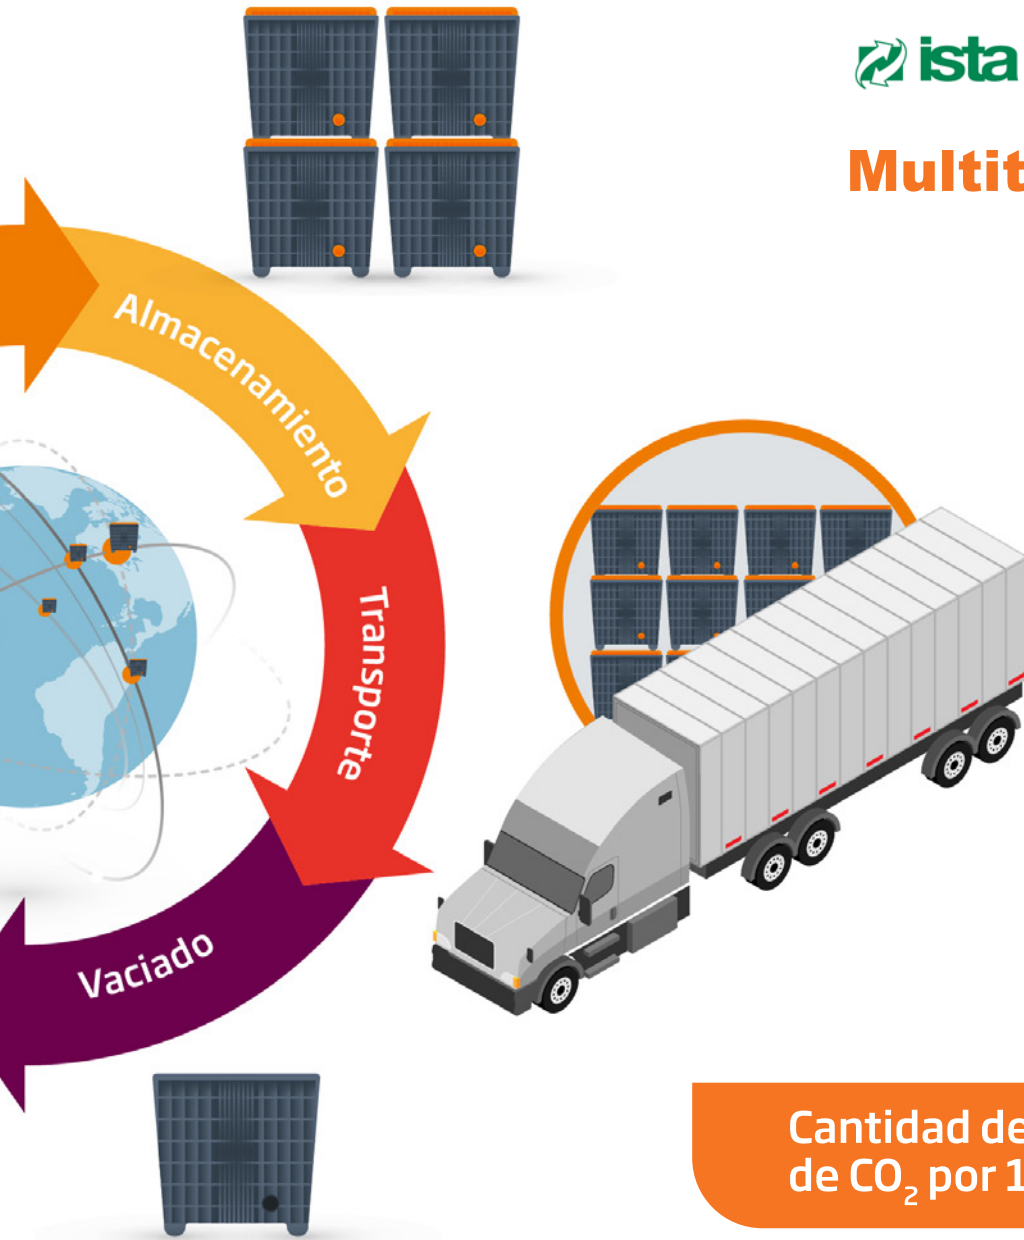 ista
Multit
Almacenamiento
Transporte
Vaciado
Cantidad de
de CO₂ por 1